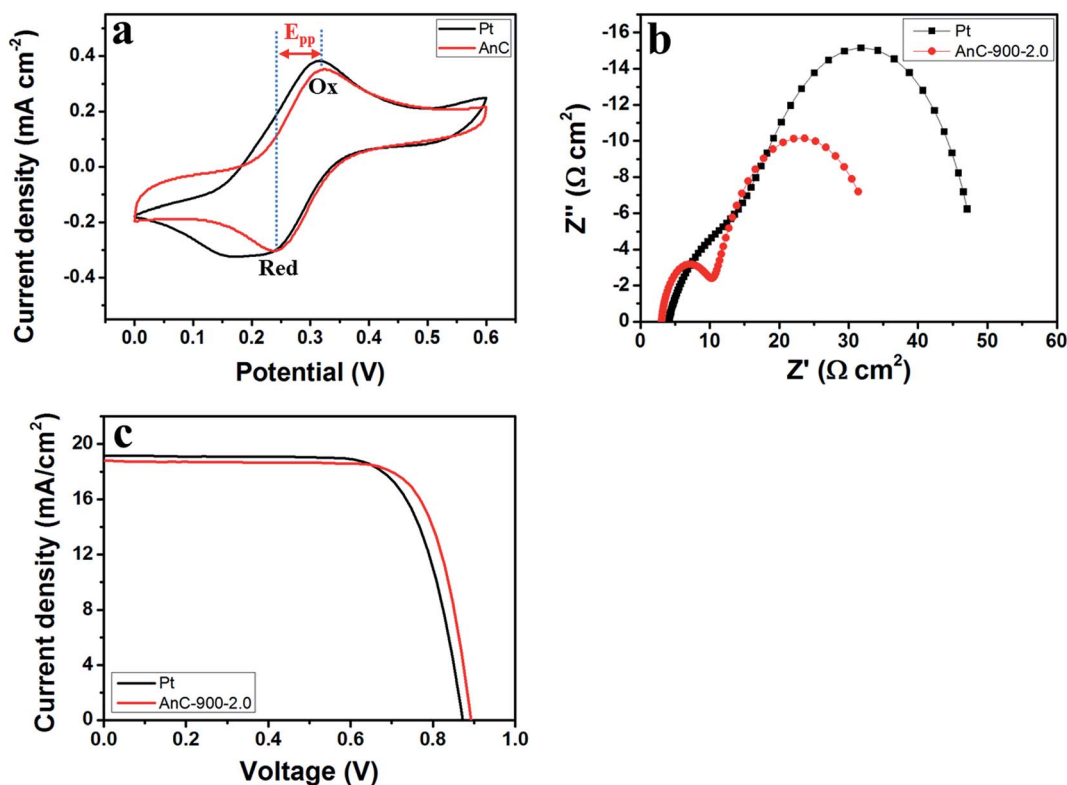 a
E_pp
Pt
AnC
Ox
Red
0.4
0.2
0.0
-0.2
-0.4
0.0 0.1 0.2 0.3 0.4 0.5 0.6
Current density (mA cm⁻²)
Potential (V)
b
Pt
AnC-900-2.0
-16
-14
-12
-10
-8
-6
-4
-2
0
0 10 20 30 40 50 60
Z'' (Ω cm²)
Z' (Ω cm²)
c
20
16
12
8
4
0
Pt
AnC-900-2.0
0.0 0.2 0.4 0.6 0.8 1.0
Current density (mA/cm²)
Voltage (V)